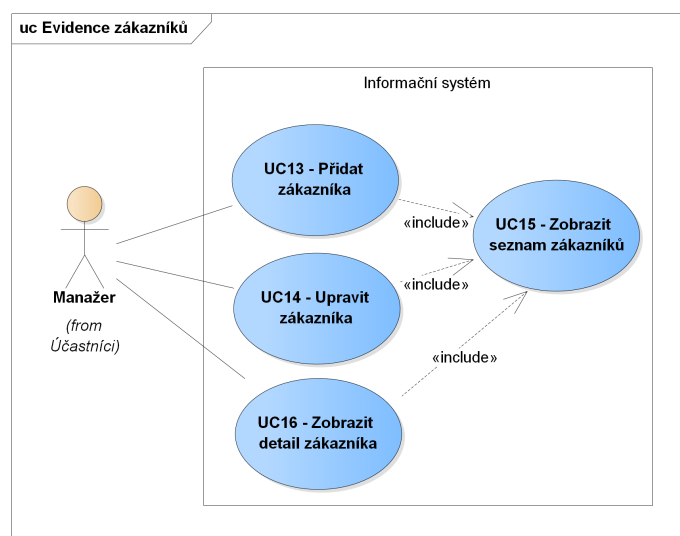 uc Evidence zákazníků
Informační systém
UC13 - Přidat
zákazníka
«include»
UC15 - Zobrazit
seznam zákazníků
UC14 - Upravit
zákazníka
«include»
Manažer
(from
Účastníci)
«include»
UC16 - Zobrazit
detail zákazníka